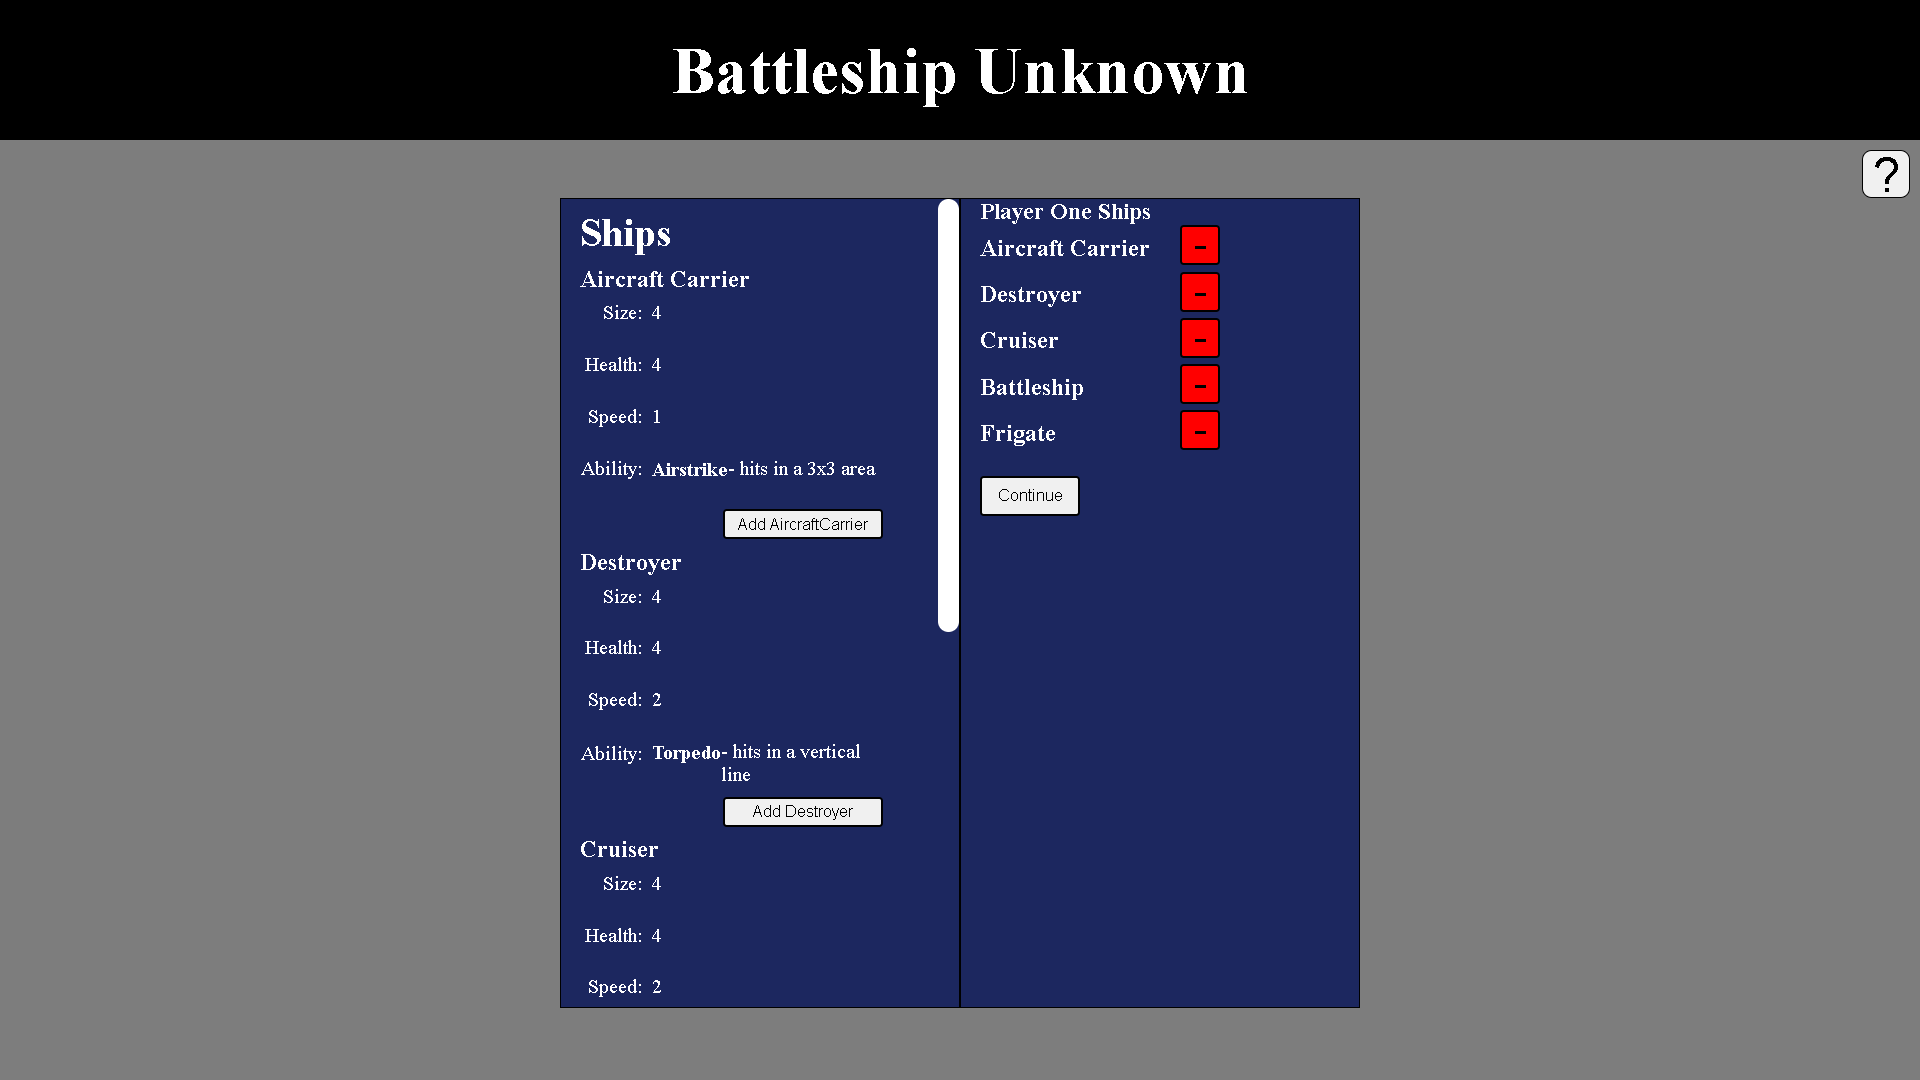 Battleship Unknown
?
Ships
Aircraft Carrier
Size: 4
Health: 4
Speed: 1
Ability: Airstrike- hits in a 3x3 area
Add AircraftCarrier
Destroyer
Size: 4
Health: 4
Speed: 2
Ability: Torpedo- hits in a vertical
line
Add Destroyer
Cruiser
Size: 4
Health: 4
Speed: 2
Player One Ships
Aircraft Carrier -
Destroyer -
Cruiser -
Battleship -
Frigate -
Continue